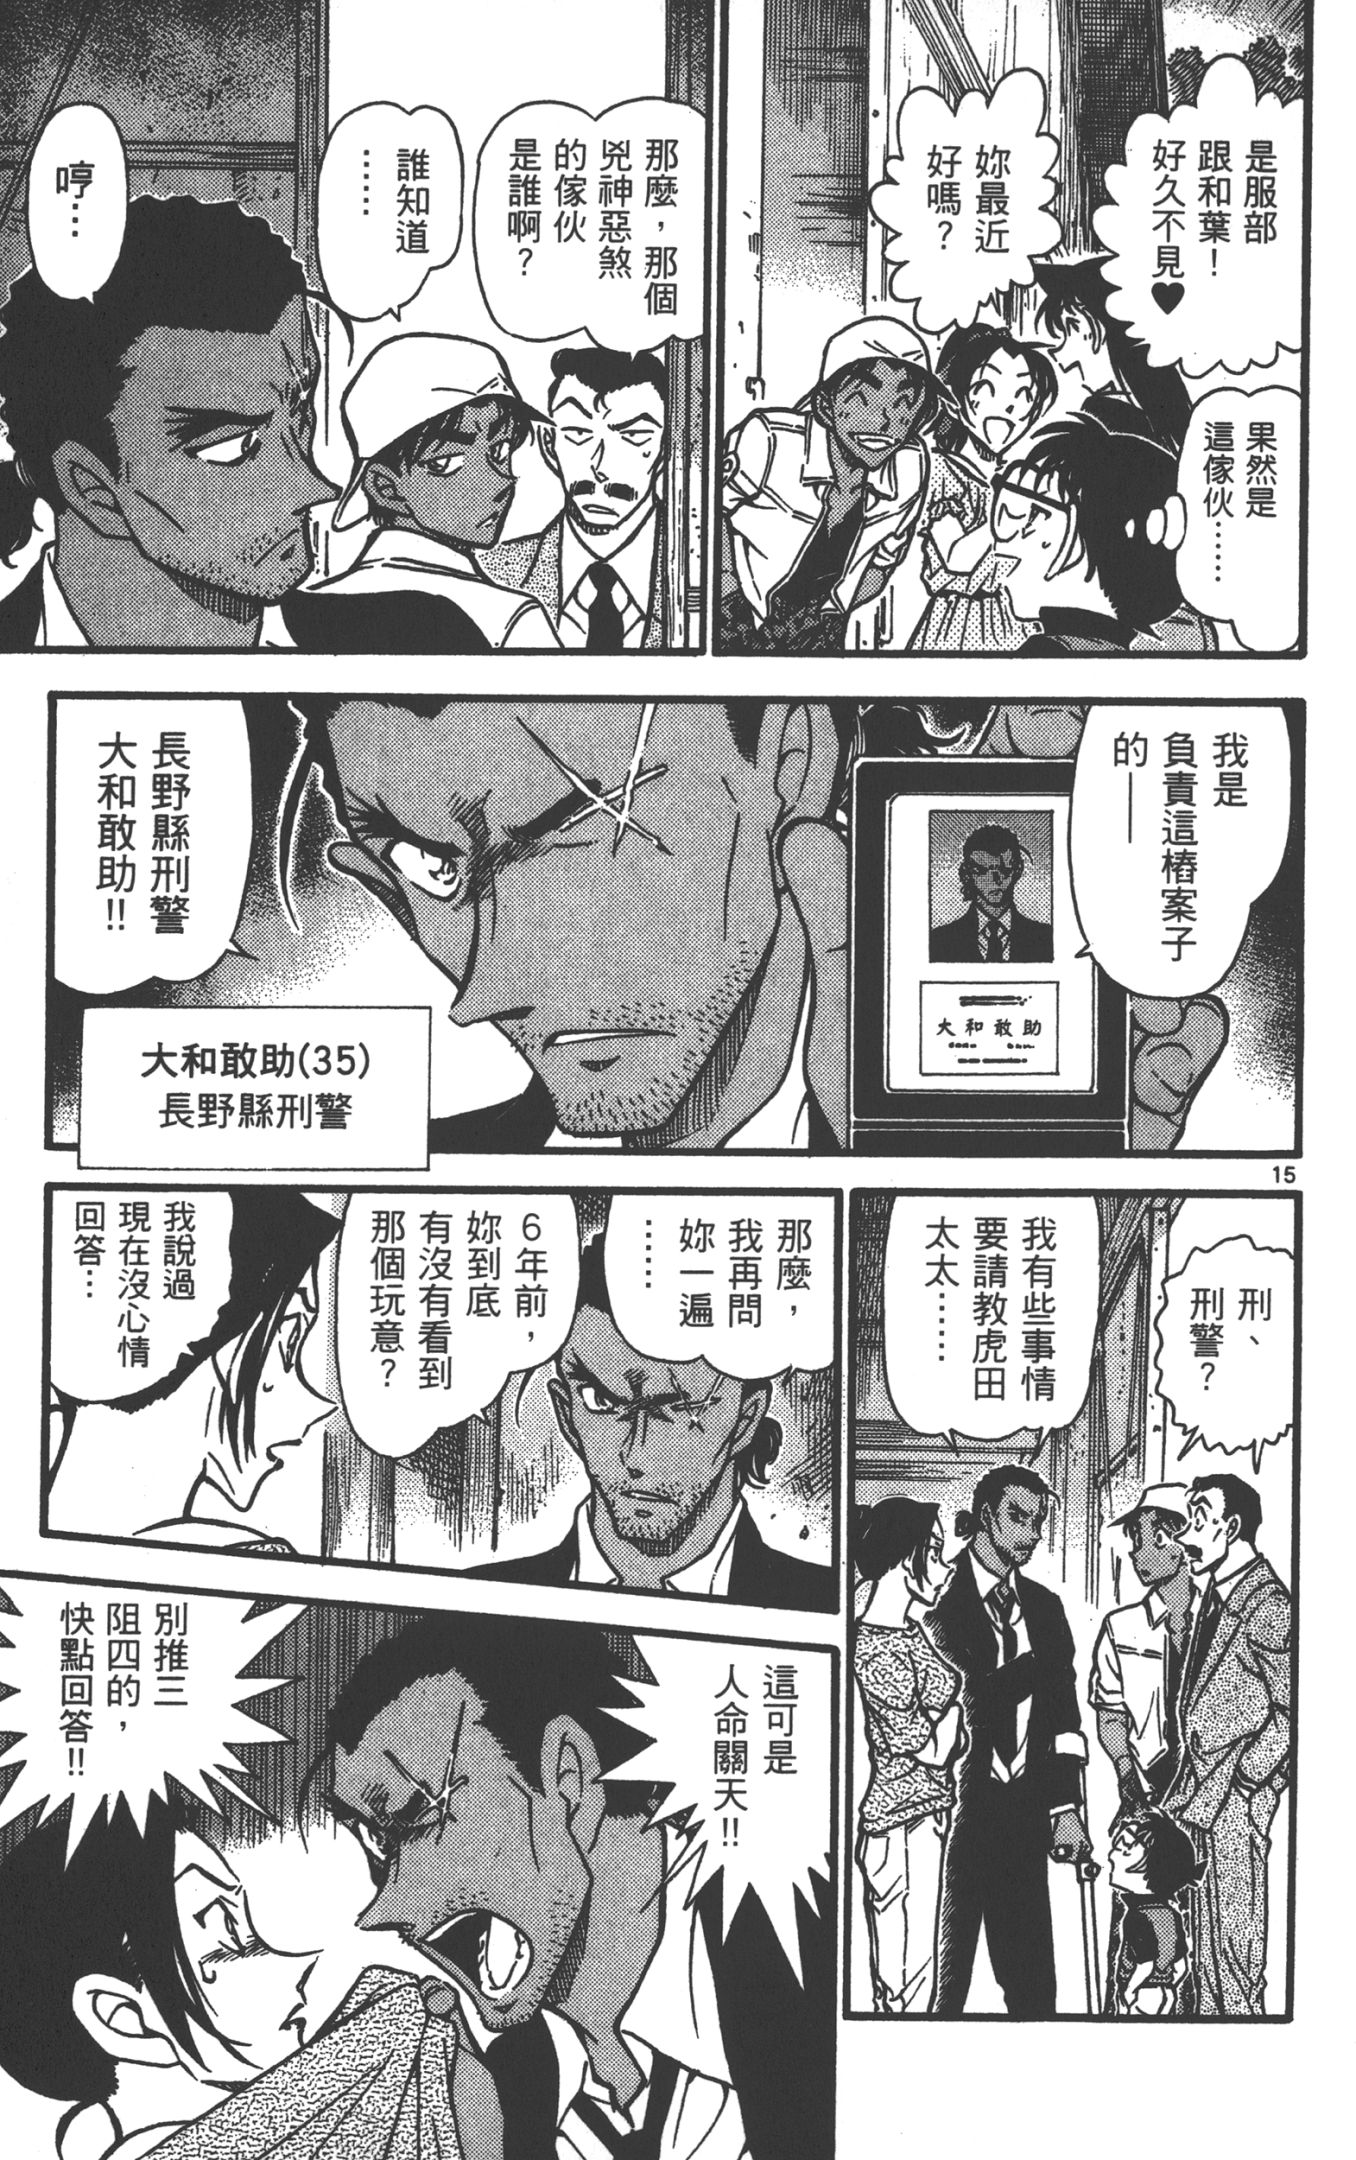 是服部
跟和葉！
好久不見♥
妳最近
好嗎？
果然是
這傢伙……
那麼，那個
兇神惡煞
的傢伙
是誰啊？
誰知道
……
哼…
我是
負責這樁案子
的——
大和敢助
長野縣刑警
大和敢助!!
大和敢助(35)
長野縣刑警
15
刑、
刑警？
我有些事情
要請教虎田
太太……
那麼，
我再問
妳一遍
……
6年前，
妳到底
有沒有看到
那個玩意？
我說過
現在沒心情
回答…
這可是
人命關天!!
別推三
阻四的，
快點回答!!